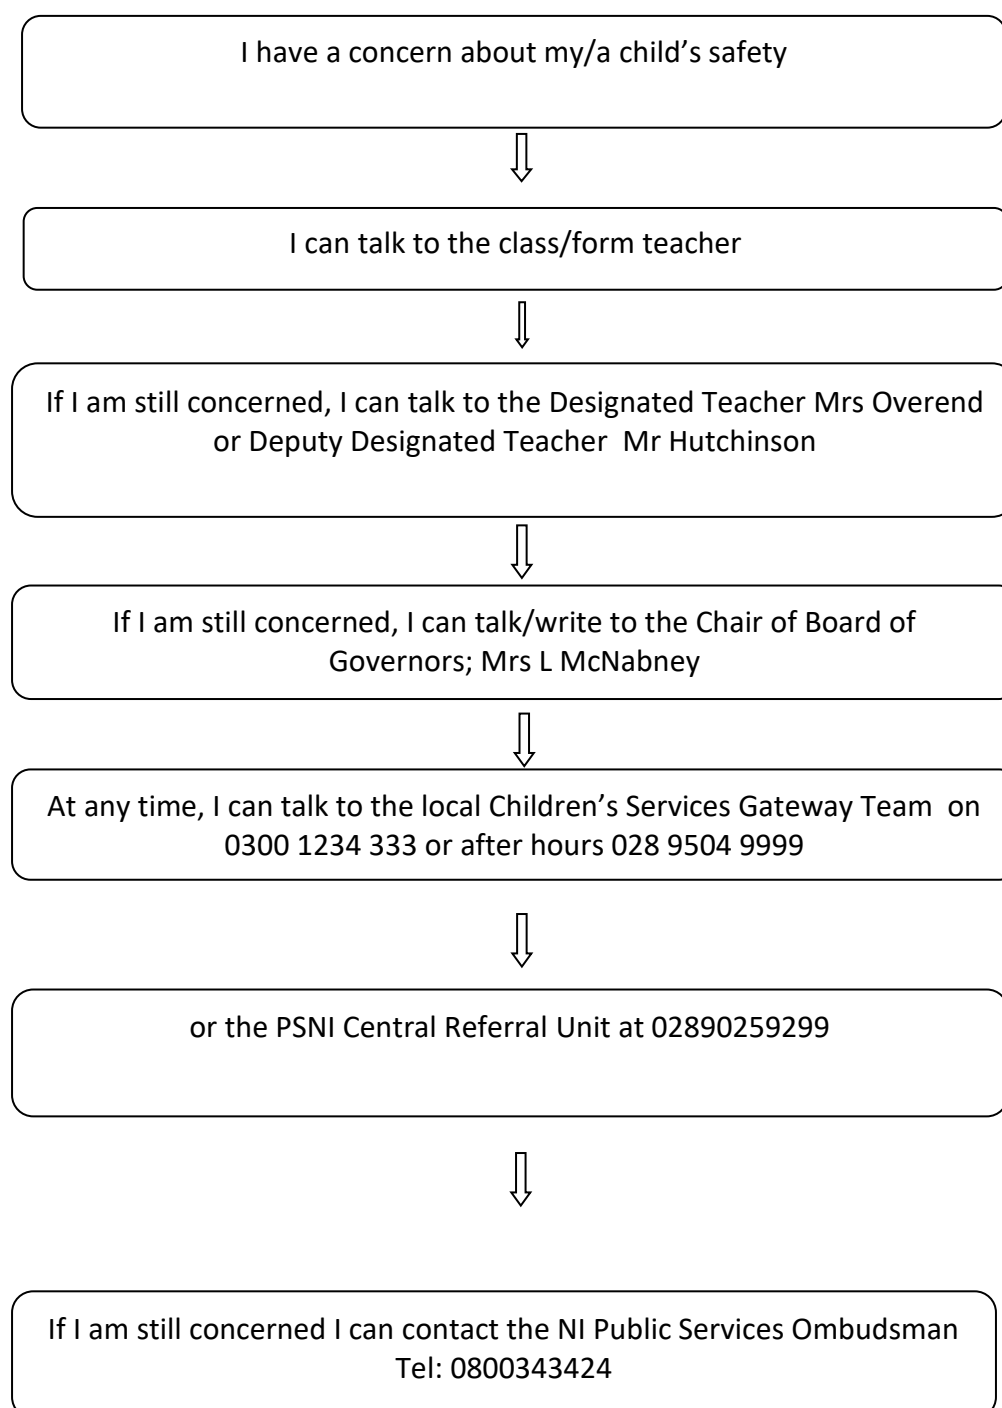 I have a concern about my/a child’s safety
I can talk to the class/form teacher
If I am still concerned, I can talk to the Designated Teacher Mrs Overend
or Deputy Designated Teacher  Mr Hutchinson
If I am still concerned, I can talk/write to the Chair of Board of
Governors; Mrs L McNabney
At any time, I can talk to the local Children’s Services Gateway Team  on
0300 1234 333 or after hours 028 9504 9999
or the PSNI Central Referral Unit at 02890259299
If I am still concerned I can contact the NI Public Services Ombudsman
Tel: 0800343424